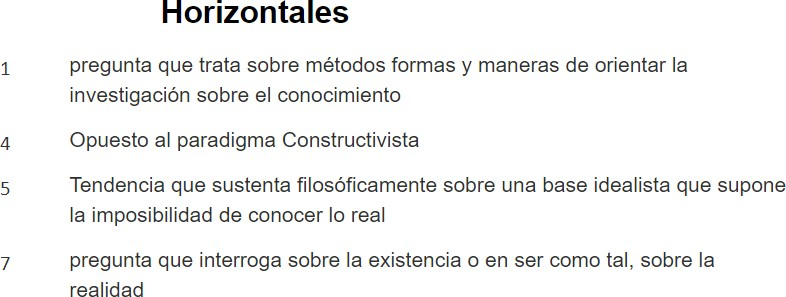 Horizontales
1 pregunta que trata sobre métodos formas y maneras de orientar la
investigación sobre el conocimiento
4 Opuesto al paradigma Constructivista
5 Tendencia que sustenta filosóficamente sobre una base idealista que supone
la imposibilidad de conocer lo real
7 pregunta que interroga sobre la existencia o en ser como tal, sobre la
realidad